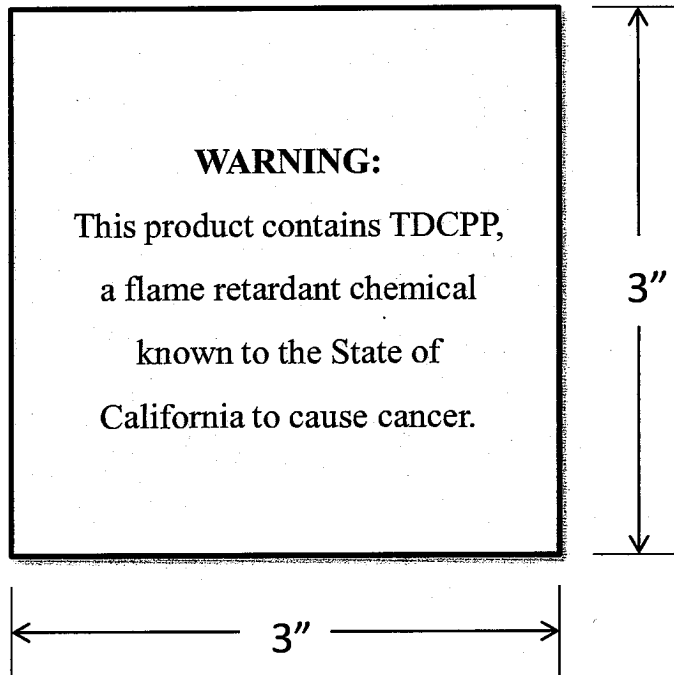 WARNING:
This product contains TDCPP,
a flame retardant chemical
known to the State of
California to cause cancer.
3″
3″